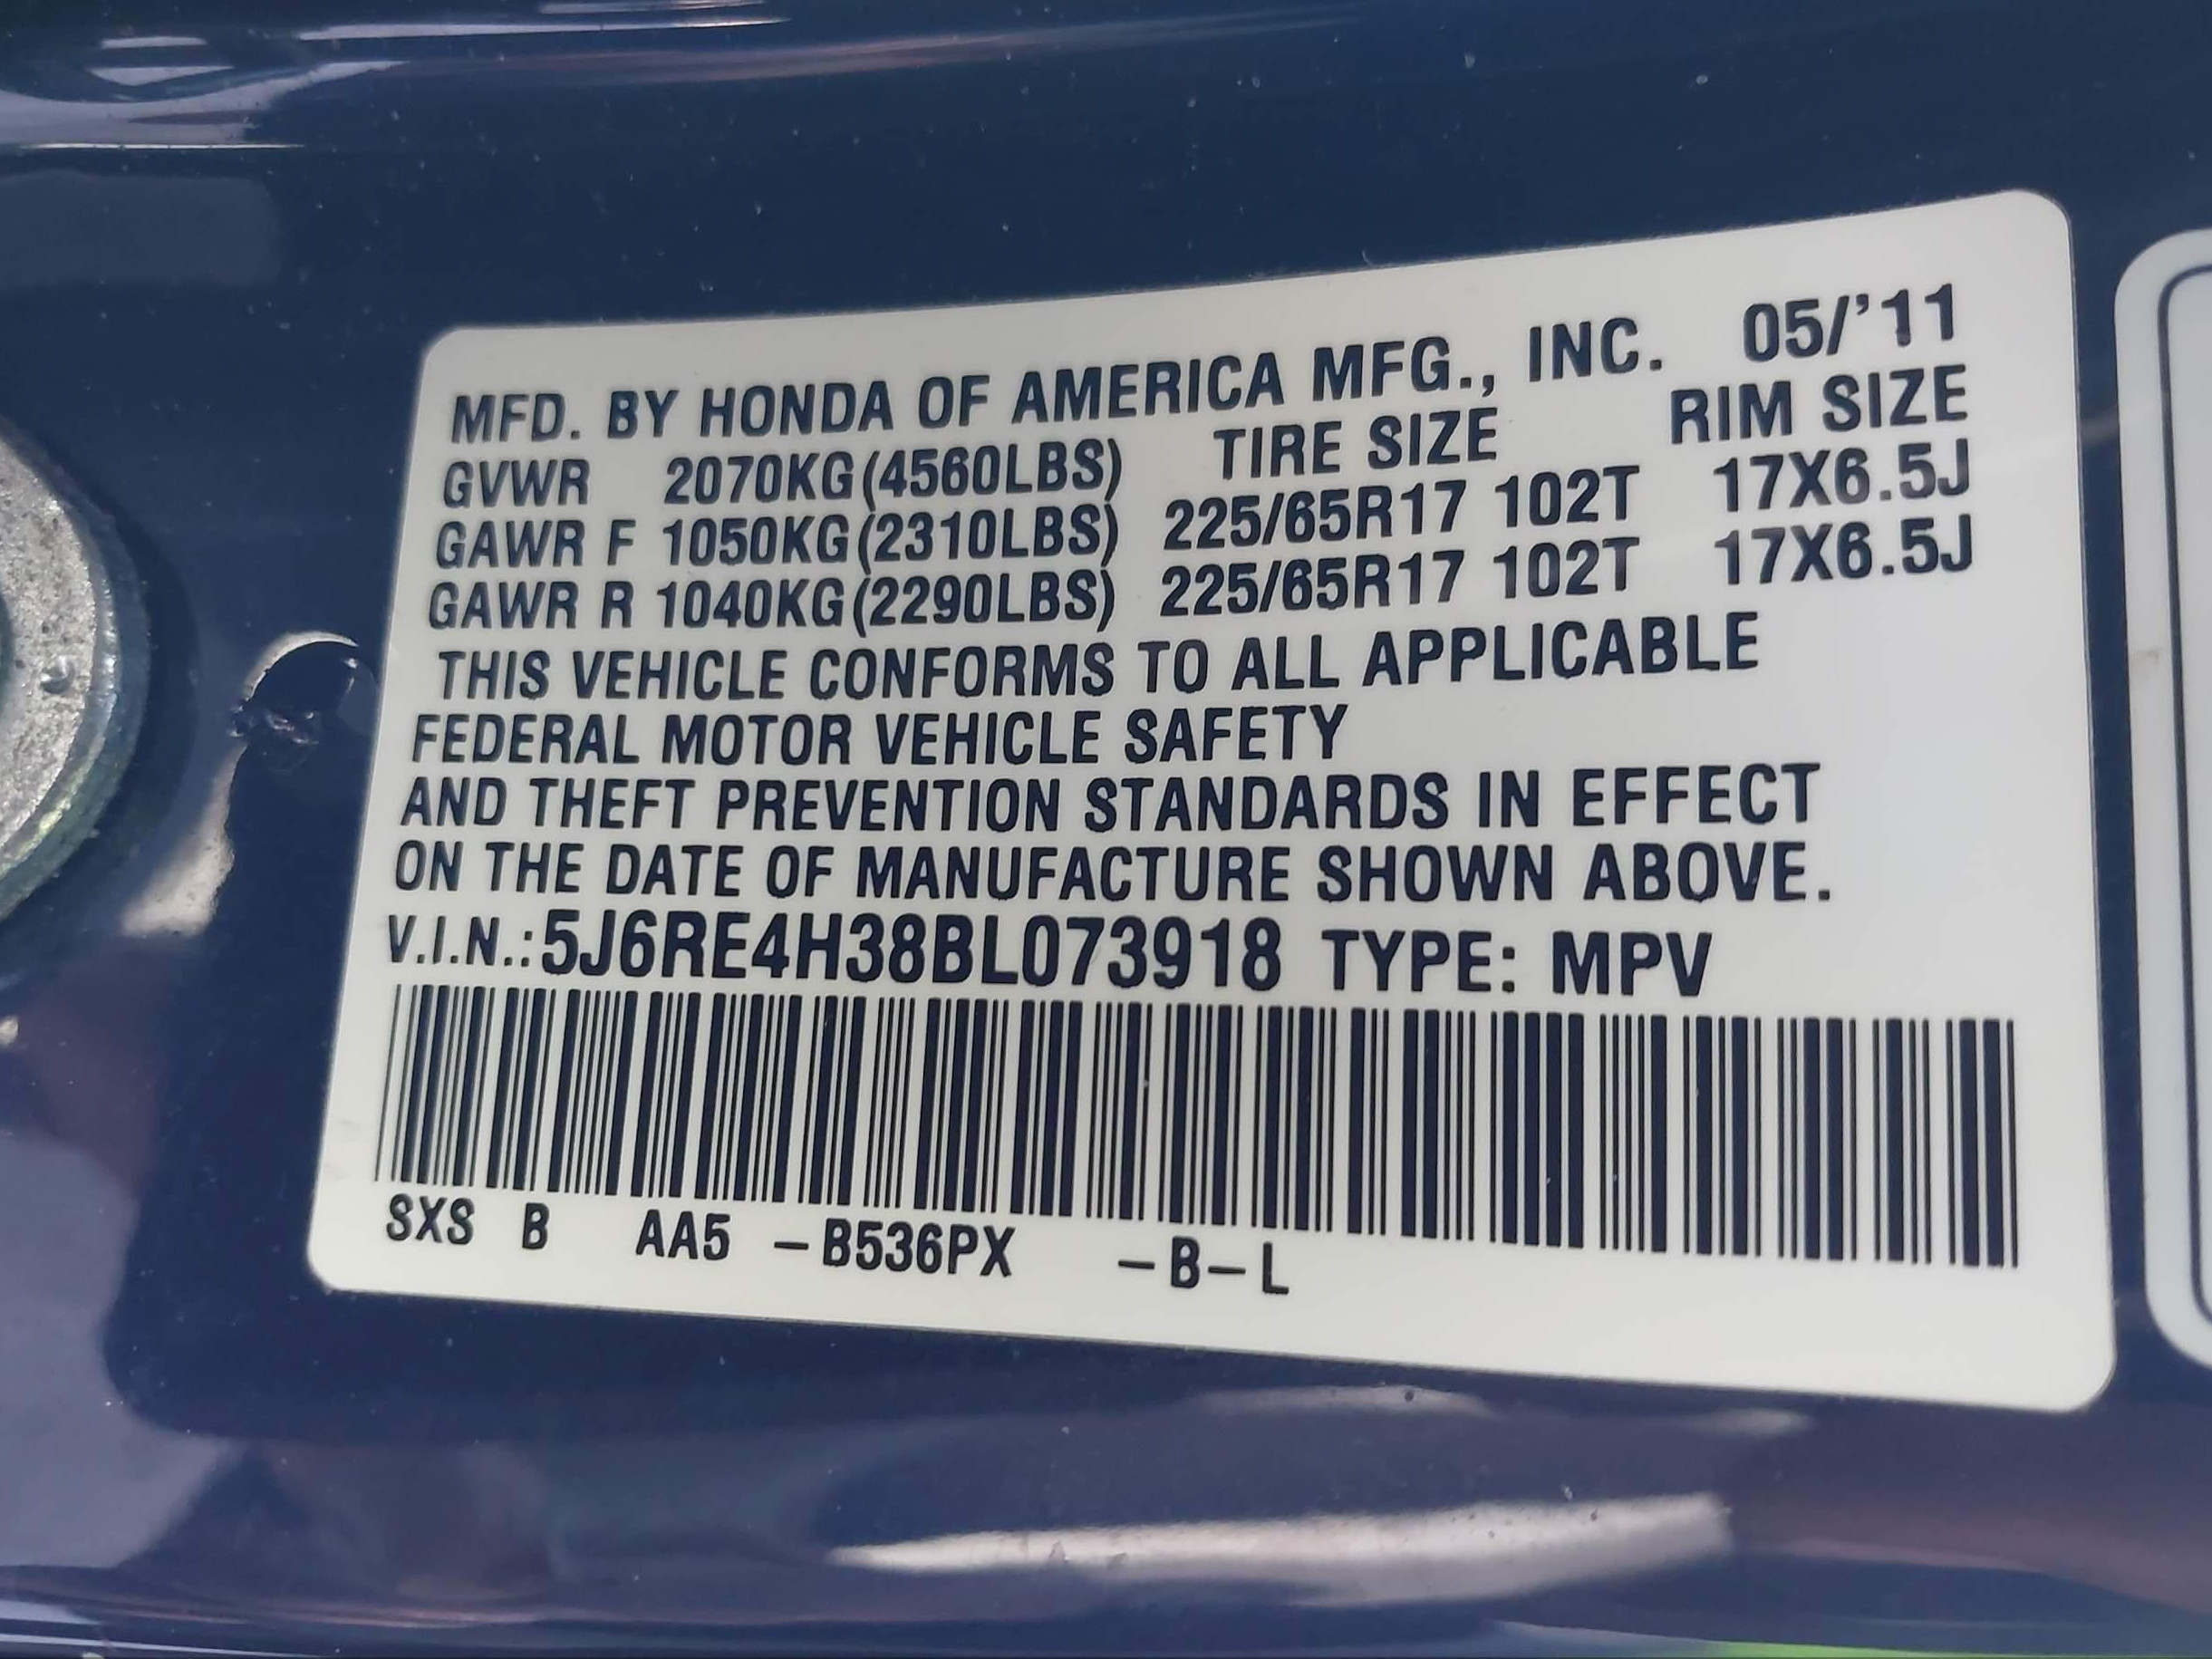 MFD. BY HONDA OF AMERICA MFG., INC. 05/'11
GVWR 2070KG(4560LBS) TIRE SIZE RIM SIZE
GAWR F 1050KG(2310LBS) 225/65R17 102T 17X6.5J
GAWR R 1040KG(2290LBS) 225/65R17 102T 17X6.5J
THIS VEHICLE CONFORMS TO ALL APPLICABLE
FEDERAL MOTOR VEHICLE SAFETY
AND THEFT PREVENTION STANDARDS IN EFFECT
ON THE DATE OF MANUFACTURE SHOWN ABOVE.
V.I.N.:5J6RE4H38BL073918 TYPE: MPV
SXS B AA5 -B536PX -B-L